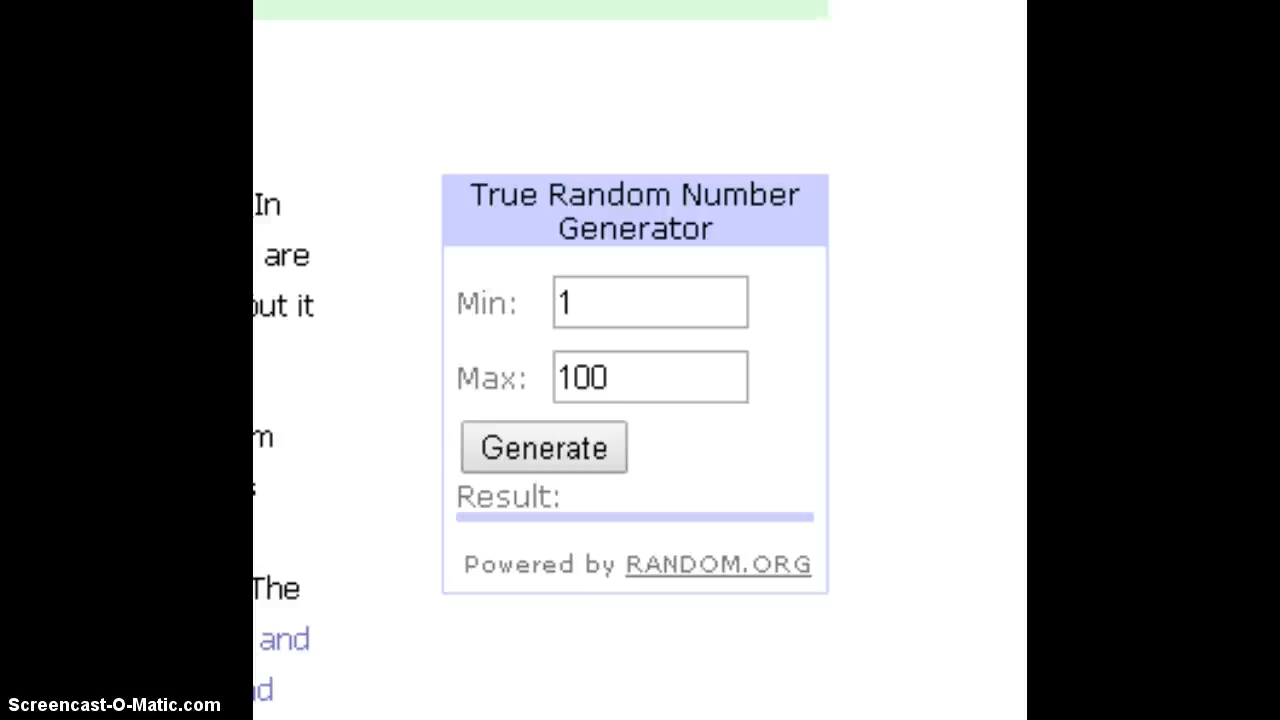 In
are
it
True Random Number
Generator
Min: 1
Max: 100
Generate
Result:
Powered by RANDOM.ORG
The
and
Screencast-O-Matic.com